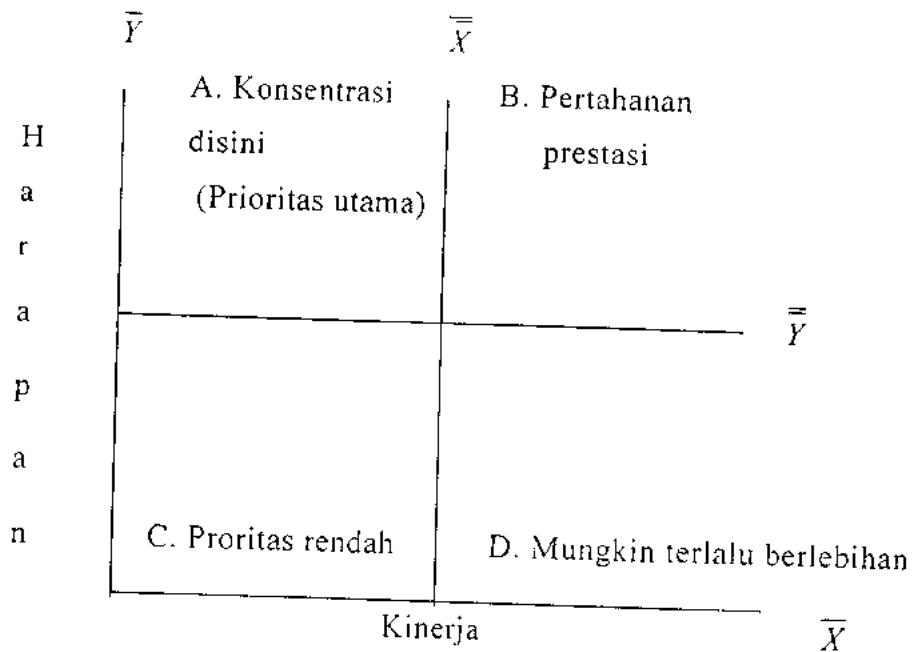 Y̅ X̿
A. Konsentrasi
disini
(Prioritas utama)
B. Pertahanan
prestasi
H
a
r
a
p
a
n
Y̿
C. Proritas rendah
D. Mungkin terlalu berlebihan
Kinerja
X̅